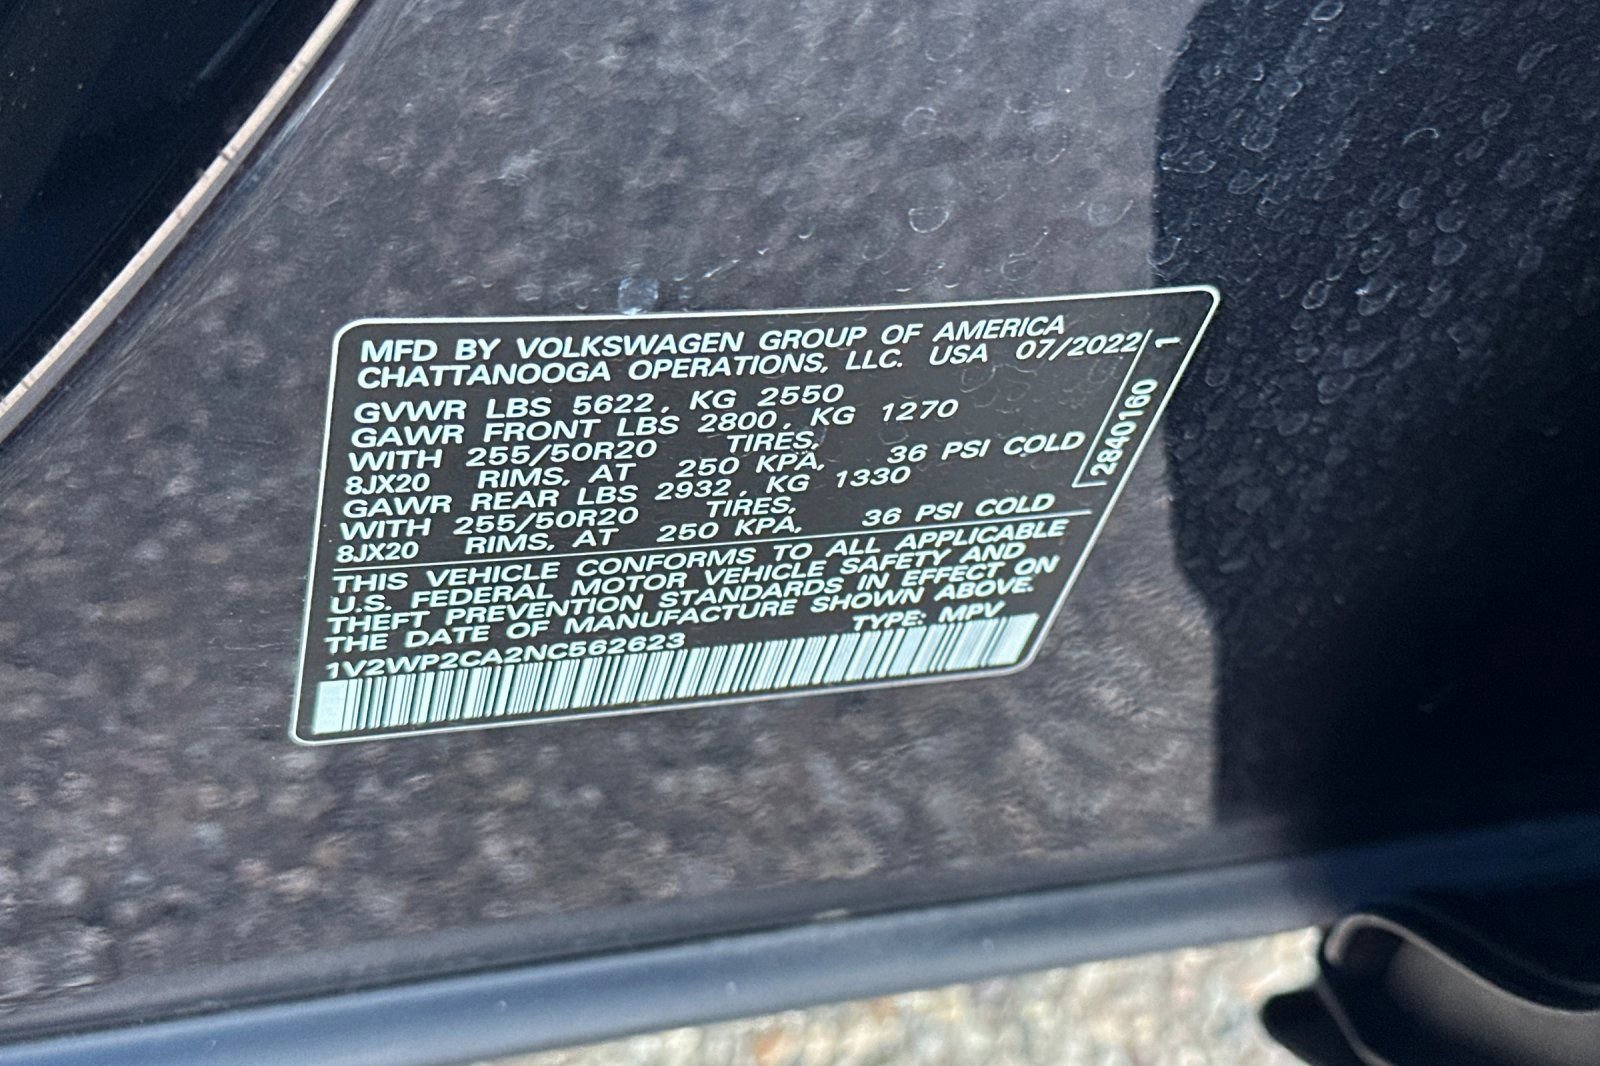 MFD BY VOLKSWAGEN GROUP OF AMERICA
CHATTANOOGA OPERATIONS, LLC. USA 07/2022
GVWR LBS 5622, KG 2550
GAWR FRONT LBS 2800, KG 1270
WITH 255/50R20 TIRES,
8JX20 RIMS, AT 250 KPA, 36 PSI COLD
GAWR REAR LBS 2932, KG 1330
WITH 255/50R20 TIRES,
8JX20 RIMS, AT 250 KPA, 36 PSI COLD
THIS VEHICLE CONFORMS TO ALL APPLICABLE
U.S. FEDERAL MOTOR VEHICLE SAFETY AND
THEFT PREVENTION STANDARDS IN EFFECT ON
THE DATE OF MANUFACTURE SHOWN ABOVE.
1V2WP2CA2NC562623 TYPE: MPV
2840160 1